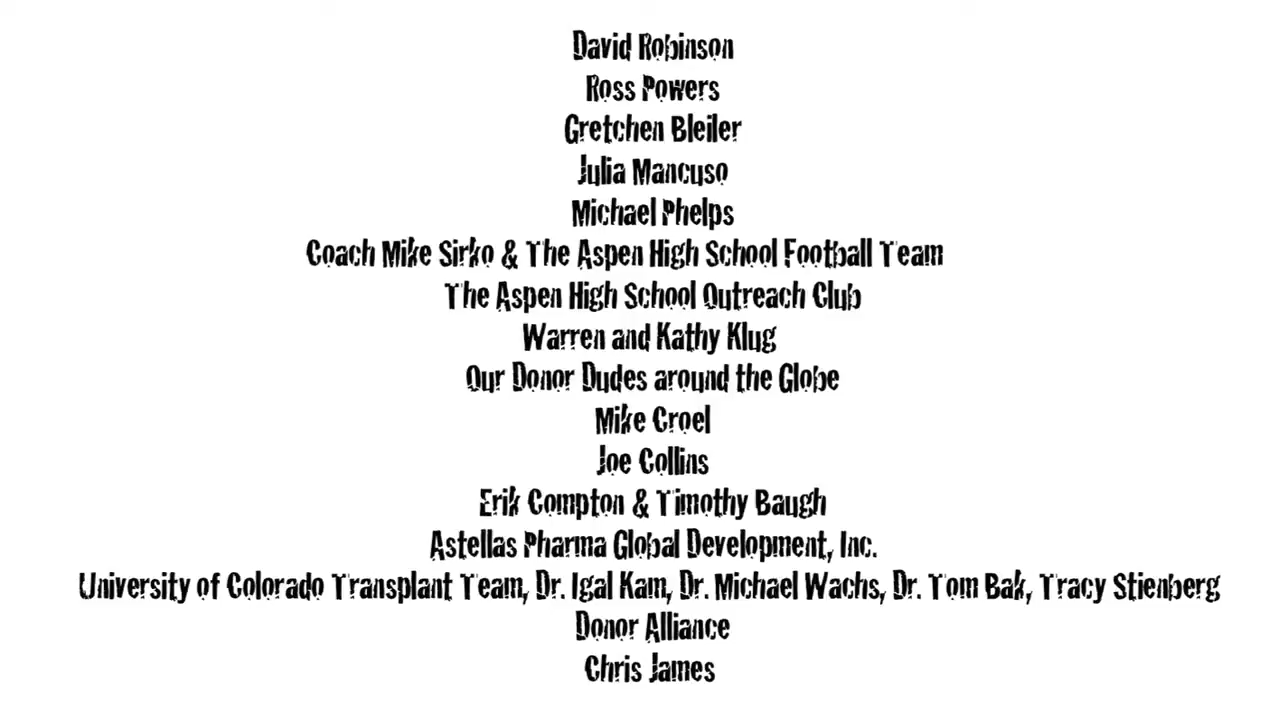 David Robinson
Ross Powers
Gretchen Bleiler
Julia Mancuso
Michael Phelps
Coach Mike Sirko & The Aspen High School Football Team
The Aspen High School Outreach Club
Warren and Kathy Klug
Our Donor Dudes around the Globe
Mike Croel
Joe Collins
Erik Compton & Timothy Baugh
Astellas Pharma Global Development, Inc.
University of Colorado Transplant Team, Dr. Igal Kam, Dr. Michael Wachs, Dr. Tom Bak, Tracy Stienberg
Donor Alliance
Chris James